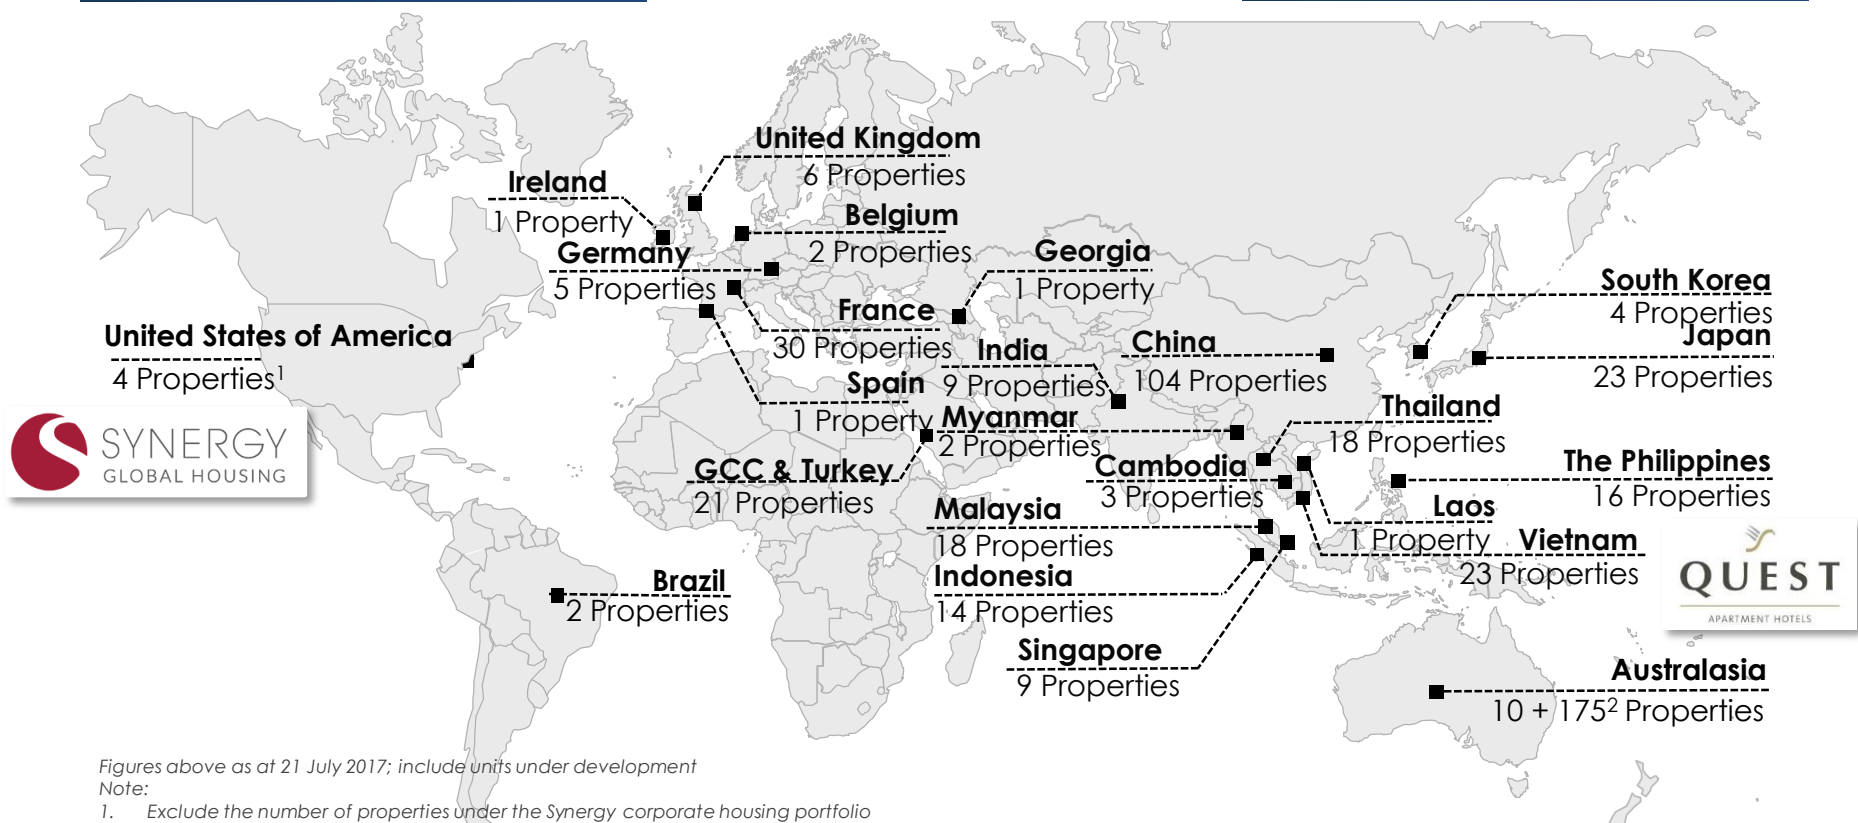 United Kingdom
6 Properties
Ireland
1 Property
Belgium
2 Properties
Germany
5 Properties
Georgia
1 Property
South Korea
4 Properties
France
30 Properties
United States of America
4 Properties1
India
9 Properties
China
104 Properties
Japan
23 Properties
Spain
1 Property
Myanmar
2 Properties
Thailand
18 Properties
SYNERGY
GLOBAL HOUSING
GCC & Turkey
21 Properties
Cambodia
3 Properties
The Philippines
16 Properties
Malaysia
18 Properties
Laos
1 Property
Vietnam
23 Properties
QUEST
APARTMENT HOTELS
Brazil
2 Properties
Indonesia
14 Properties
Singapore
9 Properties
Australasia
10 + 175² Properties
Figures above as at 21 July 2017; include units under development
Note:
1. Exclude the number of properties under the Synergy corporate housing portfolio